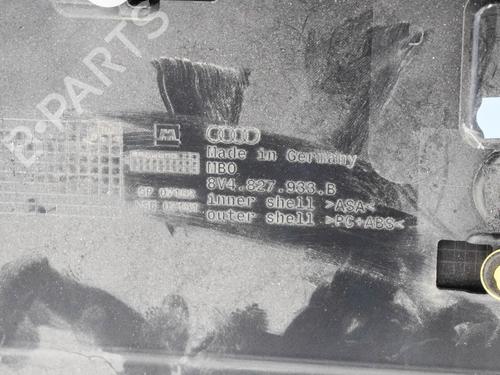 B-PARTS
Made in Germany
MBO
8V4.827.933.B
inner shell >ASA<
outer shell >PC+ABS<